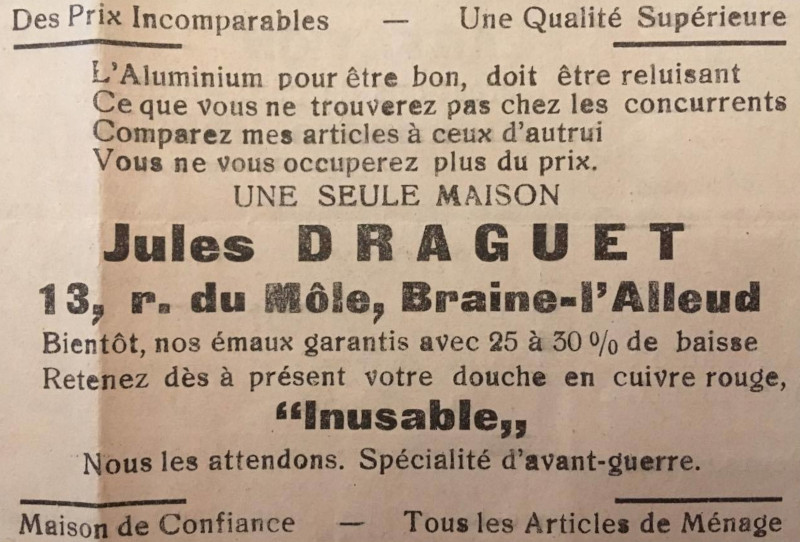 Des Prix Incomparables — Une Qualité Supérieure
L'Aluminium pour être bon, doit être reluisant
Ce que vous ne trouverez pas chez les concurrents
Comparez mes articles à ceux d'autrui
Vous ne vous occuperez plus du prix.
UNE SEULE MAISON
Jules DRAGUET
13, r. du Môle, Braine-l'Alleud
Bientôt, nos émaux garantis avec 25 à 30 % de baisse
Retenez dès à présent votre douche en cuivre rouge,
“Inusable„
Nous les attendons. Spécialité d'avant-guerre.
Maison de Confiance — Tous les Articles de Ménage